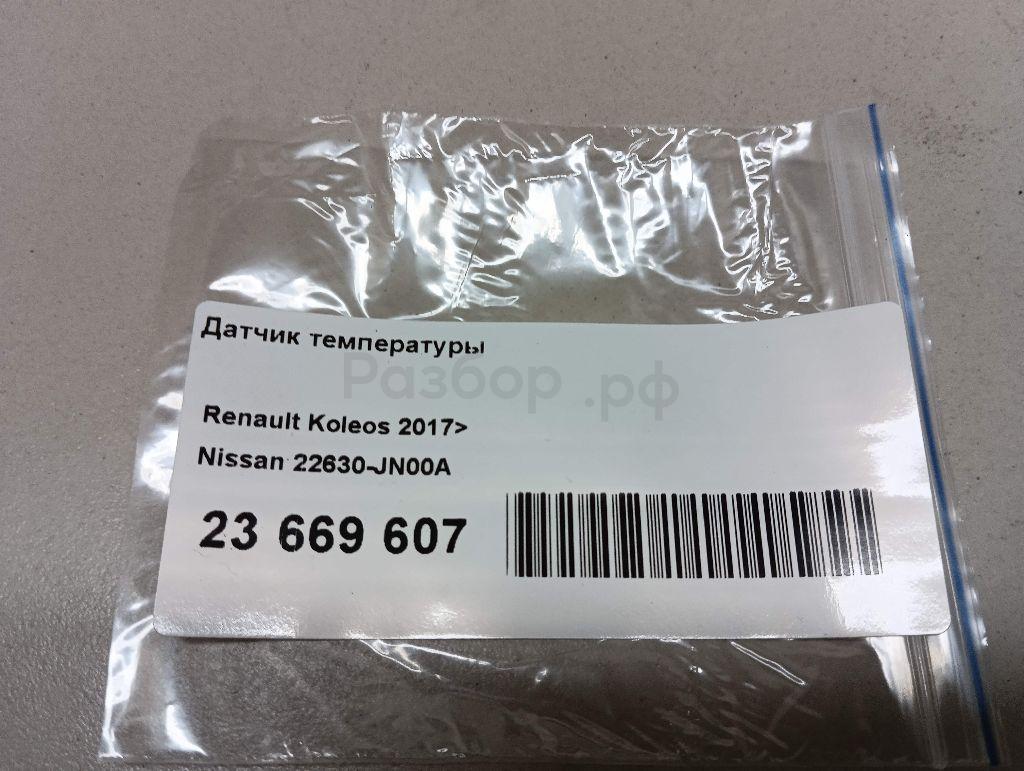 Датчик температуры
Разбор.рф
Renault Koleos 2017>
Nissan 22630-JN00A
23 669 607